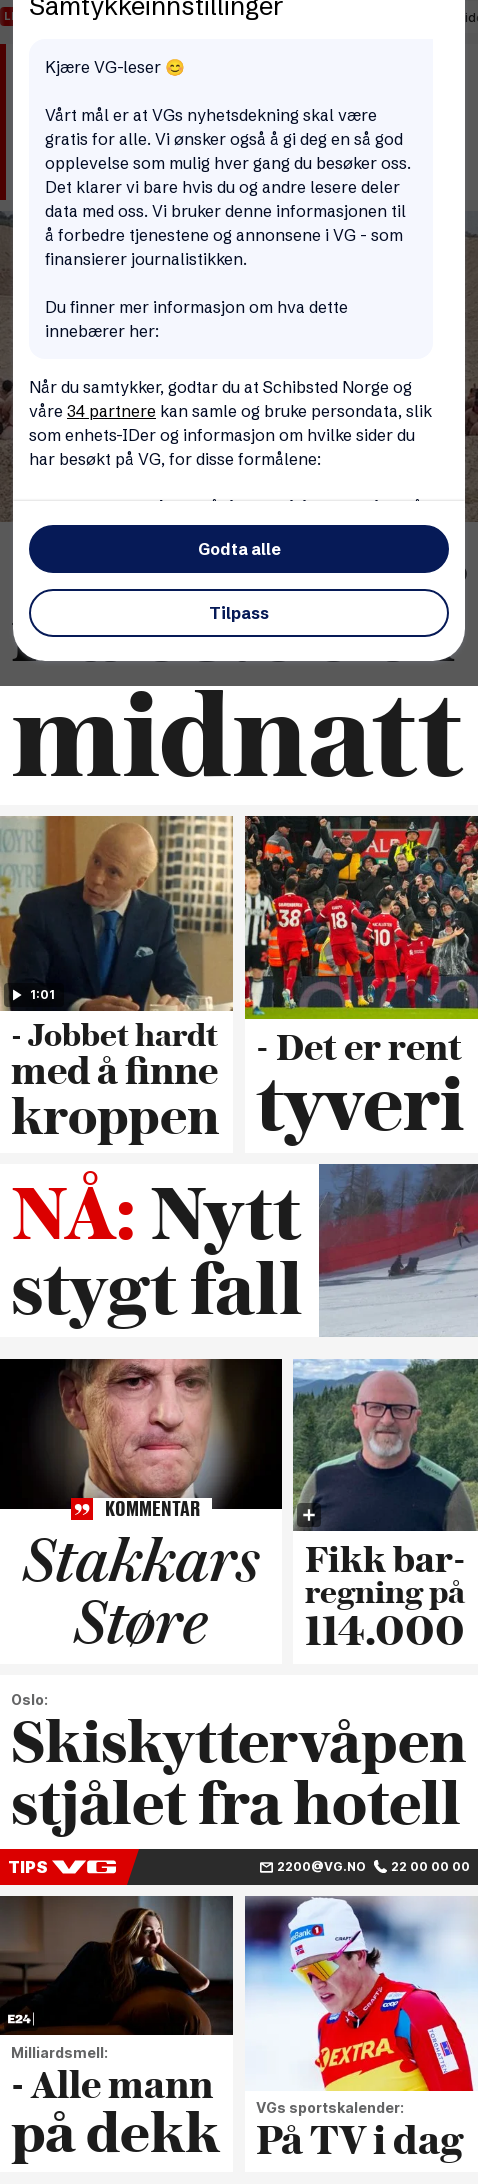 Samtykkeinnstillinger
Kjære VG-leser 😊
Vårt mål er at VGs nyhetsdekning skal være
gratis for alle. Vi ønsker også å gi deg en så god
opplevelse som mulig hver gang du besøker oss.
Det klarer vi bare hvis du og andre lesere deler
data med oss. Vi bruker denne informasjonen til
å forbedre tjenestene og annonsene i VG - som
finansierer journalistikken.
Du finner mer informasjon om hva dette
innebærer her:
Når du samtykker, godtar du at Schibsted Norge og
våre 34 partnere kan samle og bruke persondata, slik
som enhets-IDer og informasjon om hvilke sider du
har besøkt på VG, for disse formålene:
Godta alle
Tilpass
midnatt
1:01
- Jobbet hardt
med å finne
kroppen
- Det er rent
tyveri
NÅ: Nytt
stygt fall
KOMMENTAR
Stakkars
Støre
Fikk bar-
regning på
114.000
Oslo:
Skiskyttervåpen
stjålet fra hotell
TIPS VG 2200@VG.NO 22 00 00 00
E24
Milliardsmell:
- Alle mann
på dekk
EXTRA
coop
VGs sportskalender:
På TV i dag